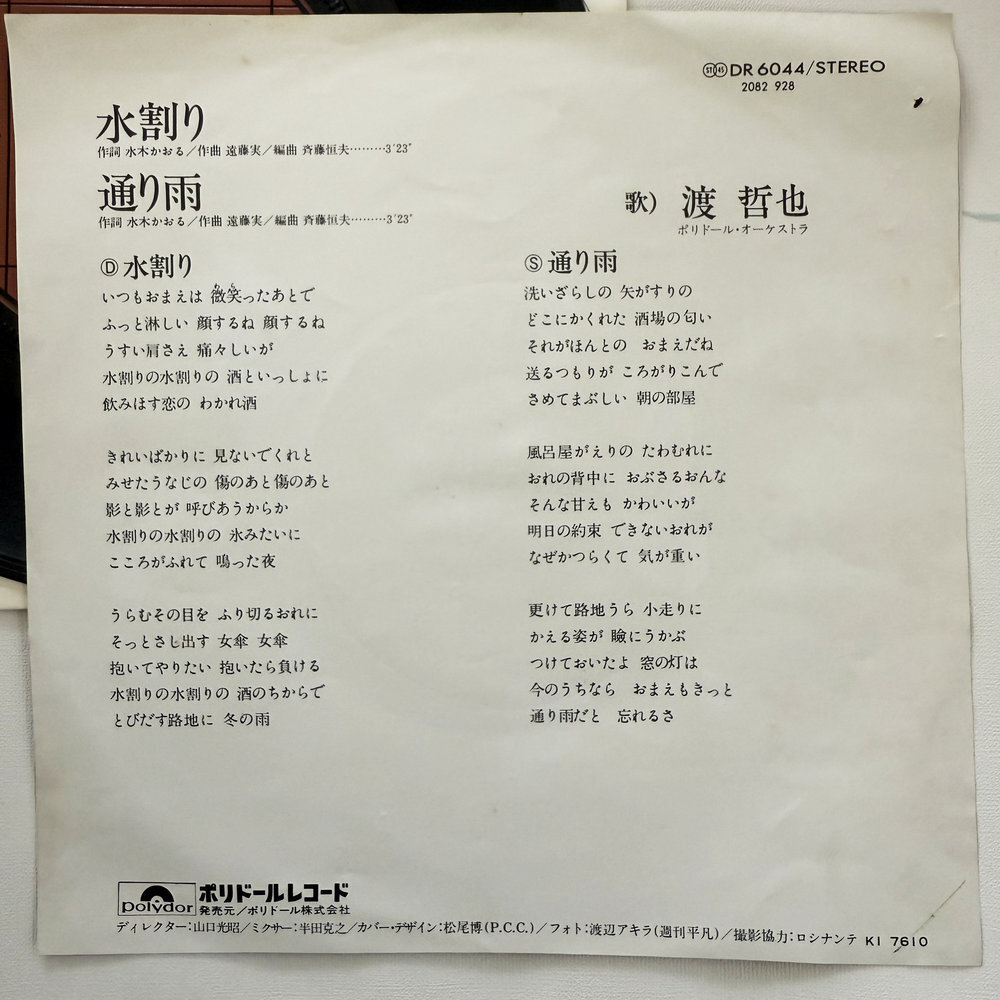 ST 45 DR 6044/STEREO
2082 928
水割り
作詞 水木かおる/作曲 遠藤実/編曲 斉藤恒夫………3'23"
通り雨
作詞 水木かおる/作曲 遠藤実/編曲 斉藤恒夫………3'23"
歌) 渡 哲也
ポリドール・オーケストラ
Ⓓ 水割り
いつもおまえは 微笑ったあとで
ふっと淋しい 顔するね 顔するね
うすい肩さえ 痛々しいが
水割りの水割りの 酒といっしょに
飲みほす恋の わかれ酒
きれいばかりに 見ないでくれと
みせたうなじの 傷のあと傷のあと
影と影とが 呼びあうからか
水割りの水割りの 氷みたいに
こころがふれて 鳴った夜
うらむその目を ふり切るおれに
そっとさし出す 女傘 女傘
抱いてやりたい 抱いたら負ける
水割りの水割りの 酒のちからで
とびだす路地に 冬の雨
Ⓢ 通り雨
洗いざらしの 矢がすりの
どこにかくれた 酒場の匂い
それがほんとの おまえだね
送るつもりが ころがりこんで
さめてまぶしい 朝の部屋
風呂屋がえりの たわむれに
おれの背中に おぶさるおんな
そんな甘えも かわいいが
明日の約束 できないおれが
なぜかつらくて 気が重い
更けて路地うら 小走りに
かえる姿が 瞼にうかぶ
つけておいたよ 窓の灯は
今のうちなら おまえもきっと
通り雨だと 忘れるさ
polydor ポリドールレコード
発売元/ポリドール株式会社
ディレクター:山口光昭/ミクサー:半田克之/カバー・デザイン:松尾博(P.C.C.)/フォト:渡辺アキラ(週刊平凡)/撮影協力:ロシナンテ KI 7610